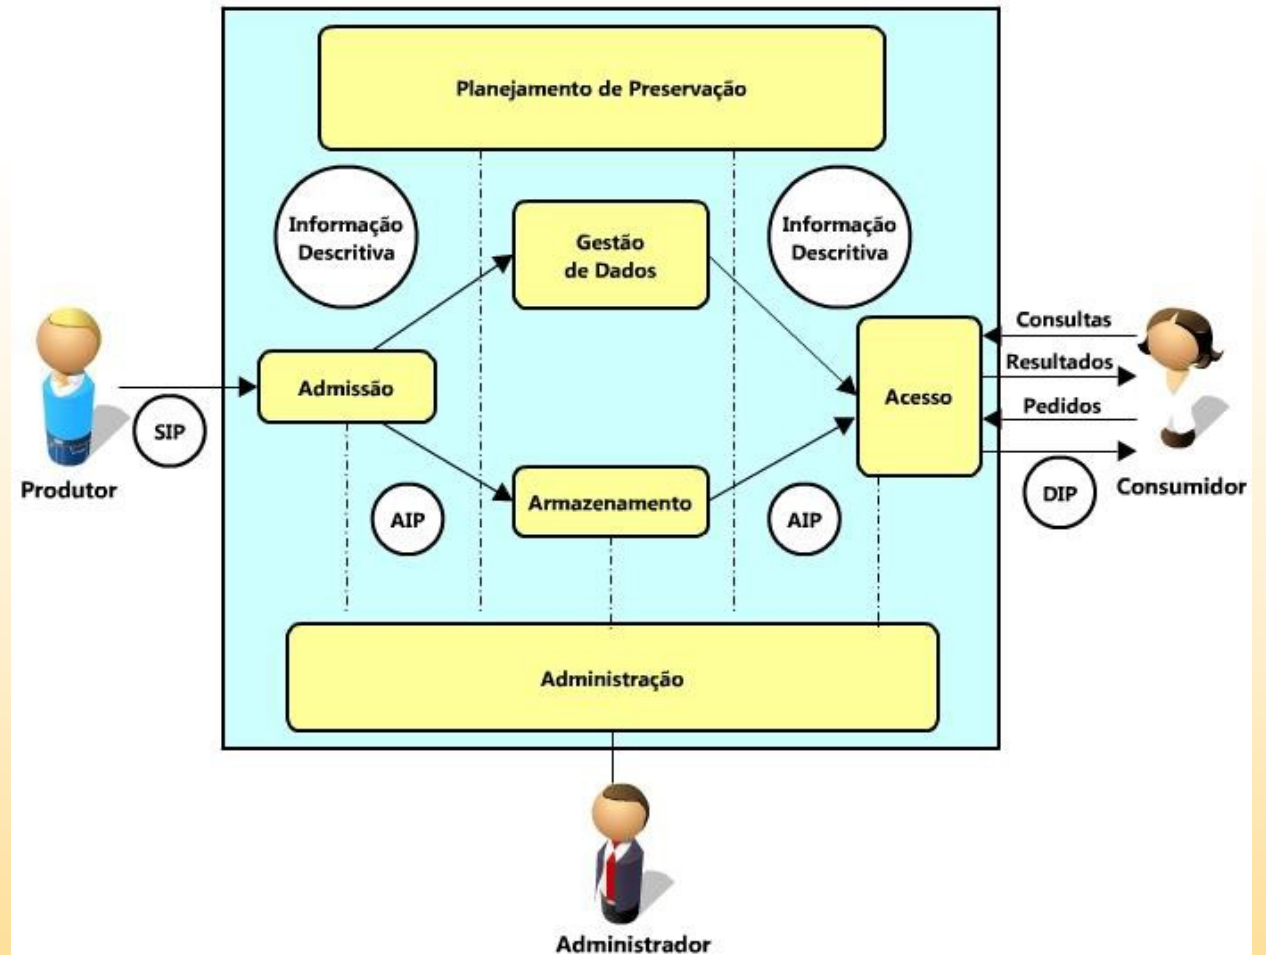 Planejamento de Preservação
Informação
Descritiva
Gestão
de Dados
Informação
Descritiva
Consultas
Resultados
Pedidos
Admissão
Acesso
SIP
Produtor
AIP
Armazenamento
AIP
DIP
Consumidor
Administração
Administrador